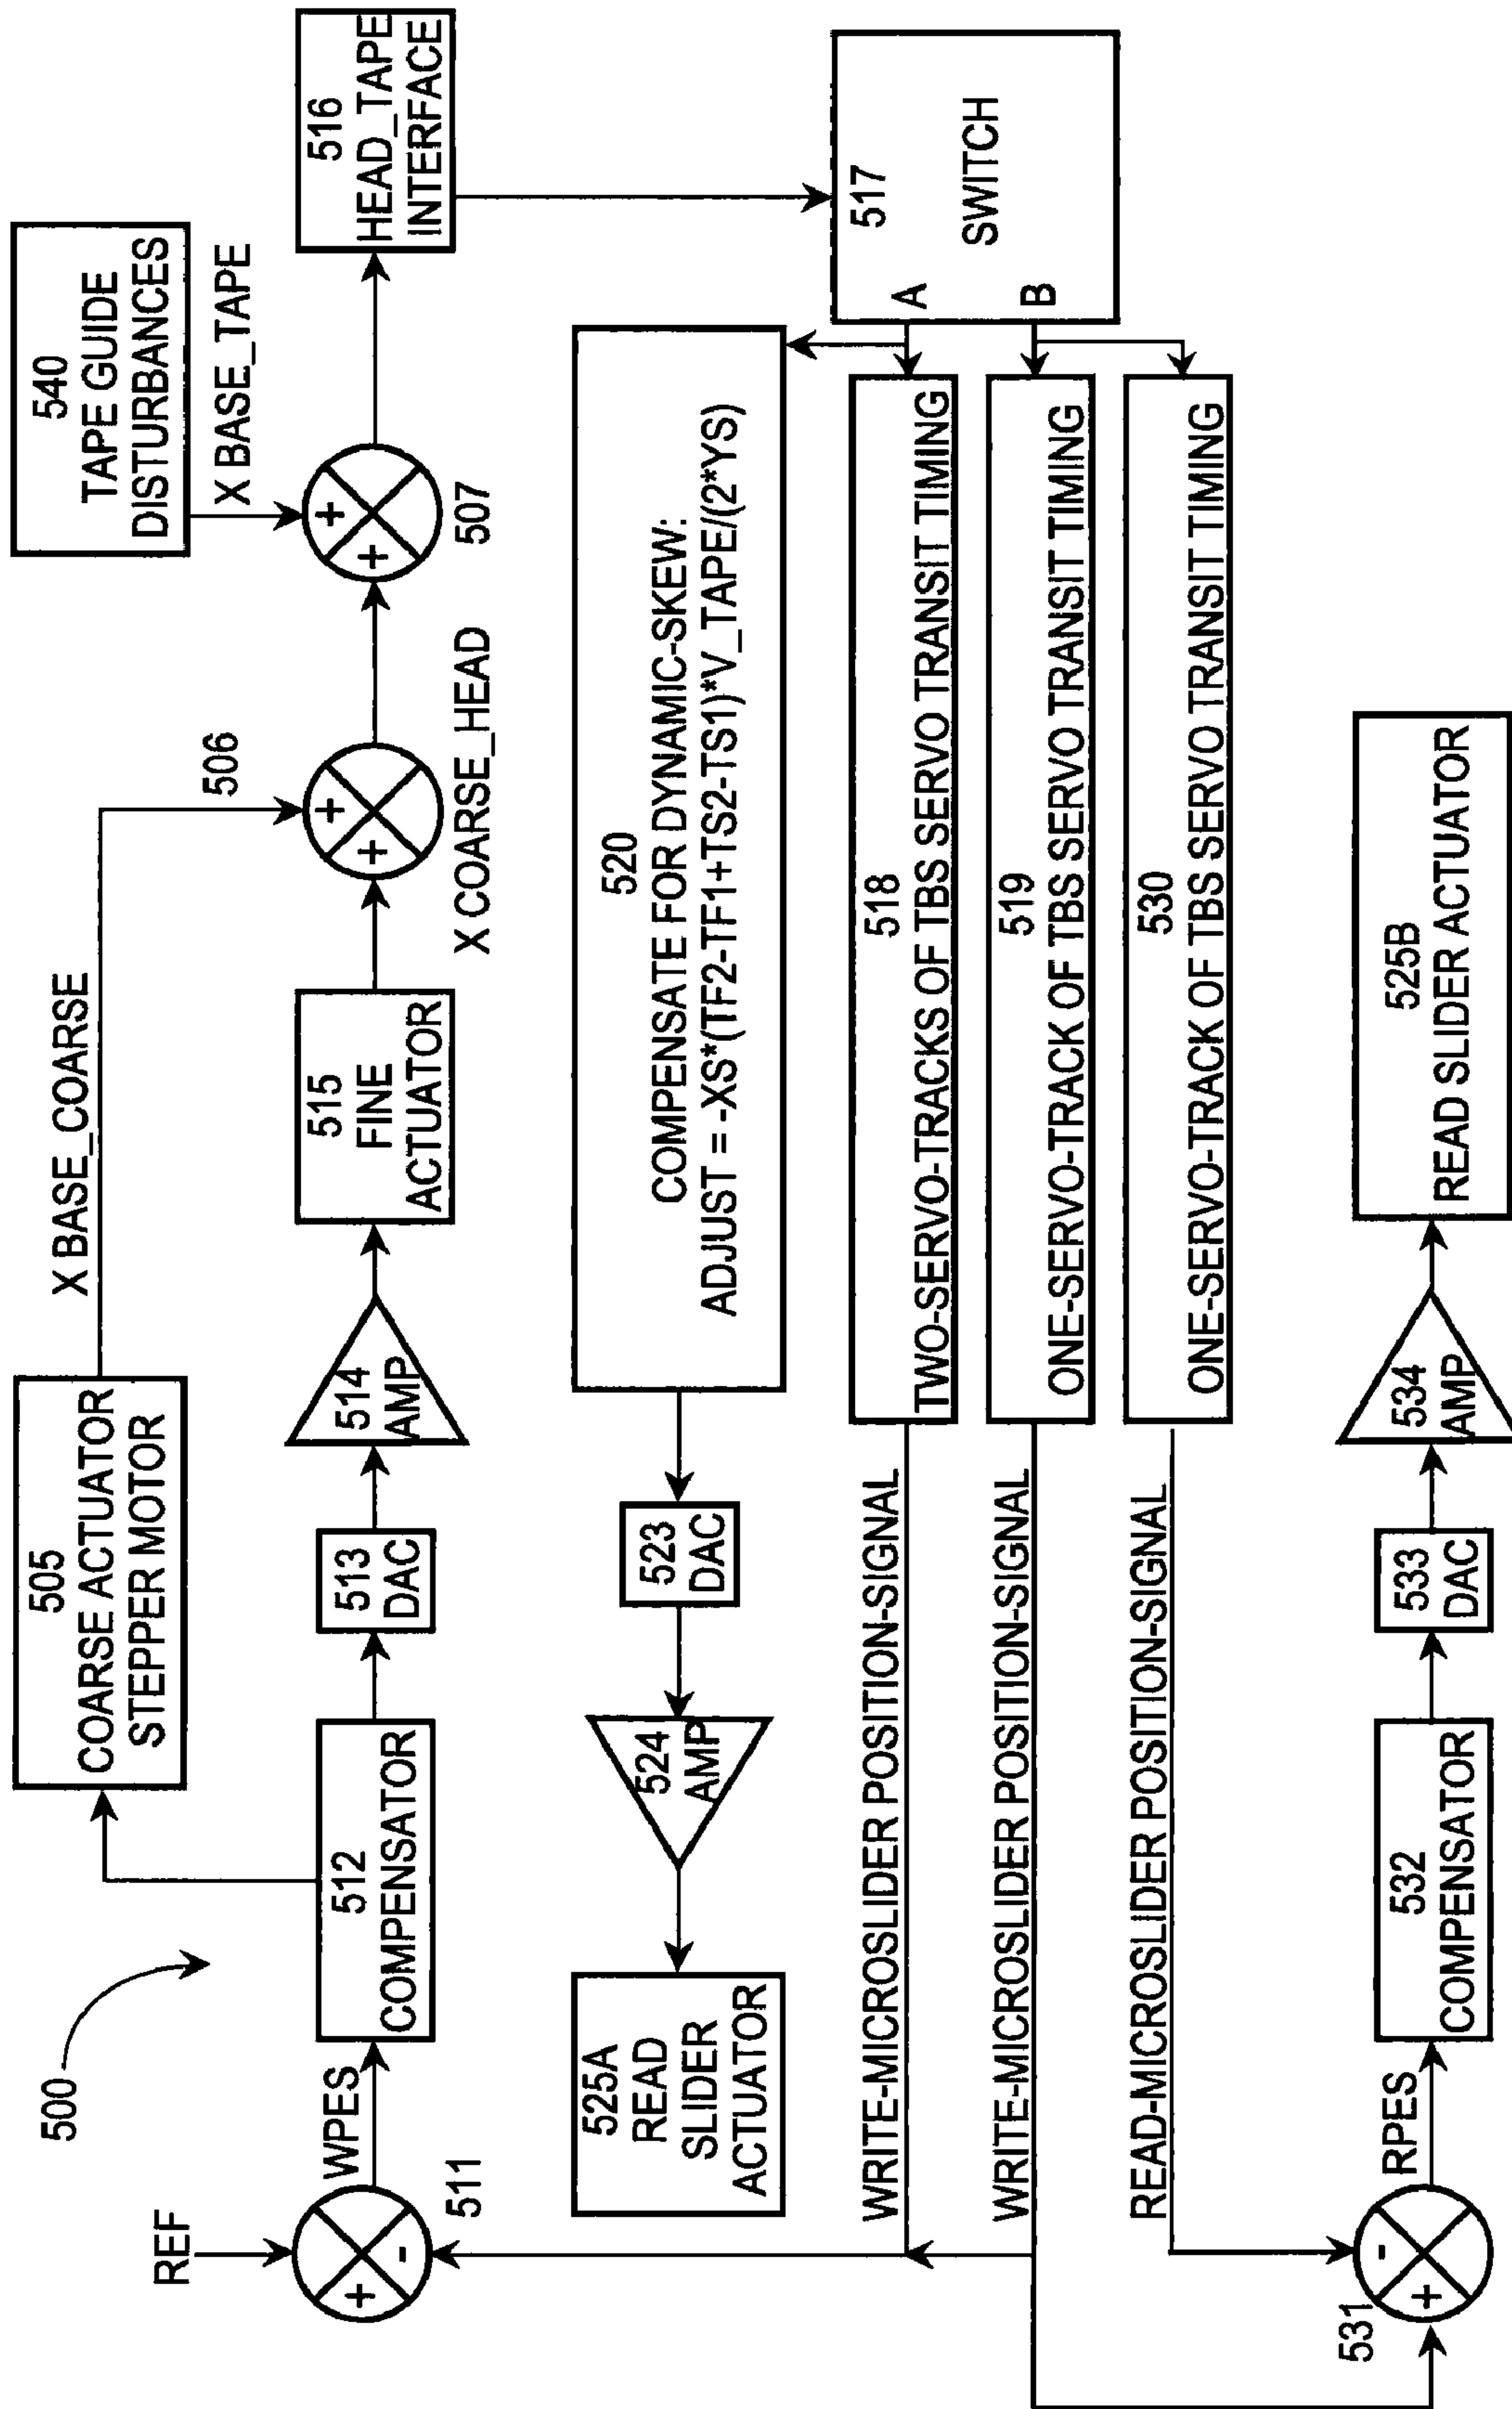 500
505
COARSE ACTUATOR
STEPPER MOTOR
X BASE_COARSE
540
TAPE GUIDE
DISTURBANCES
X BASE_TAPE
REF
+
-
511
WPES
512
COMPENSATOR
513
DAC
514
AMP
515
FINE
ACTUATOR
506
+
+
X COARSE_HEAD
+
+
507
516
HEAD_TAPE
INTERFACE
517
SWITCH
A
B
520
COMPENSATE FOR DYNAMIC-SKEW:
ADJUST = -XS*(TF2-TF1+TS2-TS1)*V_TAPE/(2*YS)
523
DAC
524
AMP
525A
READ
SLIDER
ACTUATOR
518
TWO-SERVO-TRACKS OF TBS SERVO TRANSIT TIMING
WRITE-MICROSLIDER POSITION-SIGNAL
519
ONE-SERVO-TRACK OF TBS SERVO TRANSIT TIMING
WRITE-MICROSLIDER POSITION-SIGNAL
530
ONE-SERVO-TRACK OF TBS SERVO TRANSIT TIMING
READ-MICROSLIDER POSITION-SIGNAL
531
-
+
RPES
532
COMPENSATOR
533
DAC
534
AMP
525B
READ SLIDER ACTUATOR